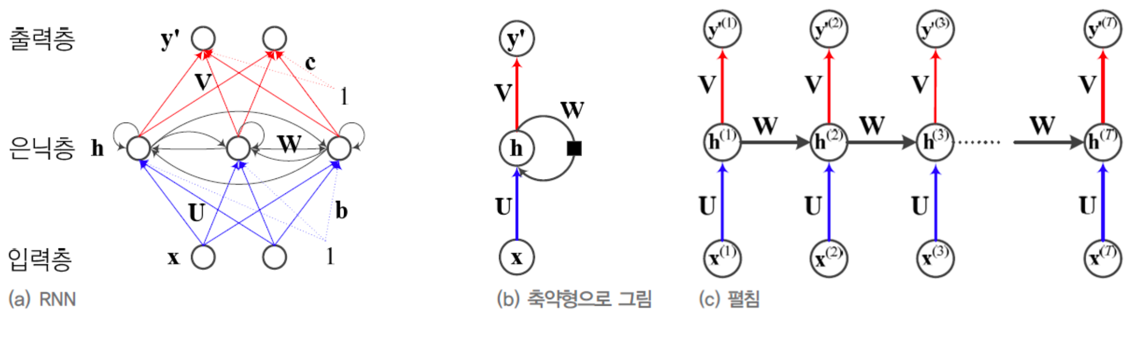 출력층
y'
c
V
1
은닉층
h
W
U
b
입력층
x
1
(a) RNN
y'
V
W
h
U
x
(b) 축약형으로 그림
y'(1) y'(2) y'(3) y'(T)
V V V V
W W W
h(1) h(2) h(3) ........ h(T)
U U U U
x(1) x(2) x(3) x(T)
(c) 펼침